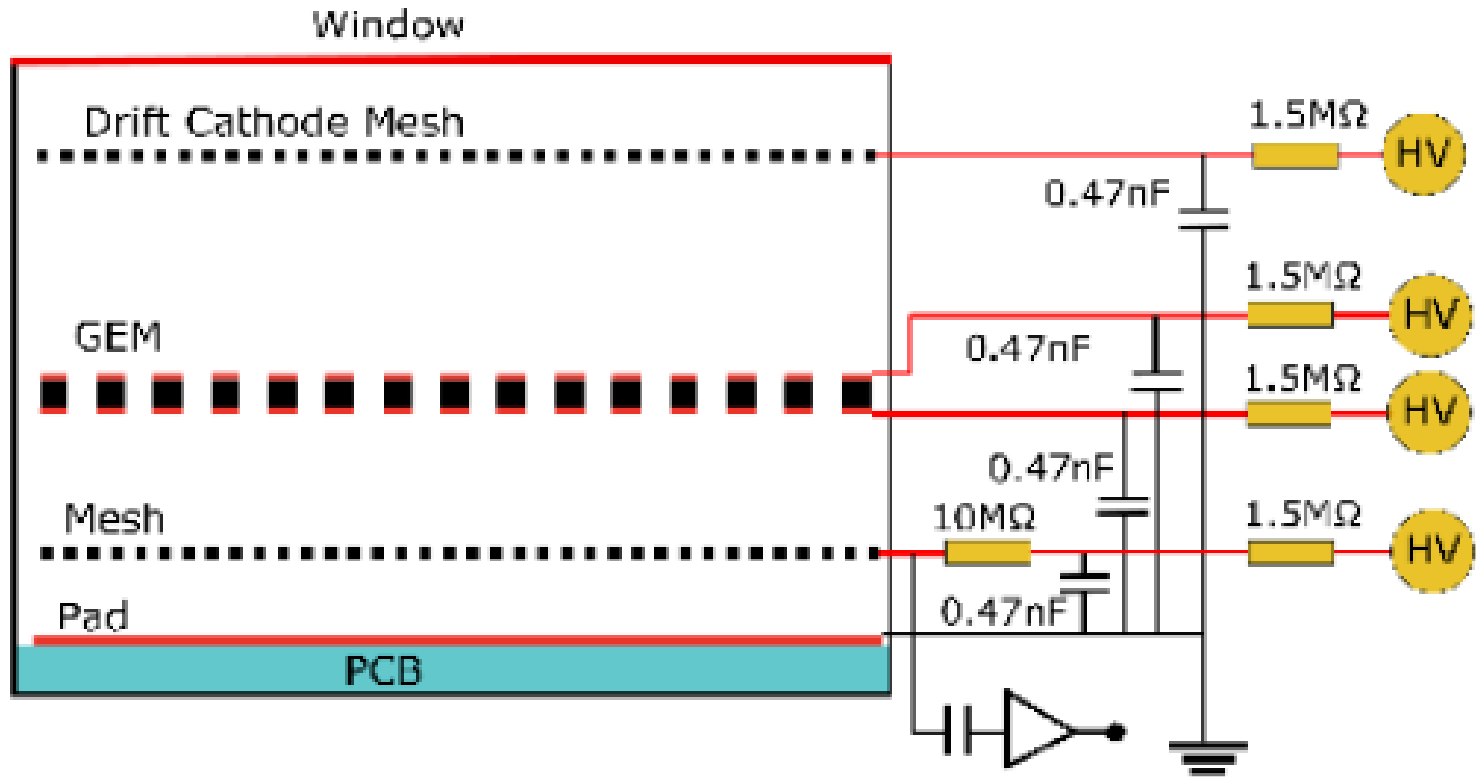 Window
Drift Cathode Mesh
1.5MΩ
HV
0.47nF
1.5MΩ
HV
GEM
0.47nF
1.5MΩ
HV
0.47nF
Mesh
10MΩ
1.5MΩ
HV
Pad
0.47nF
PCB